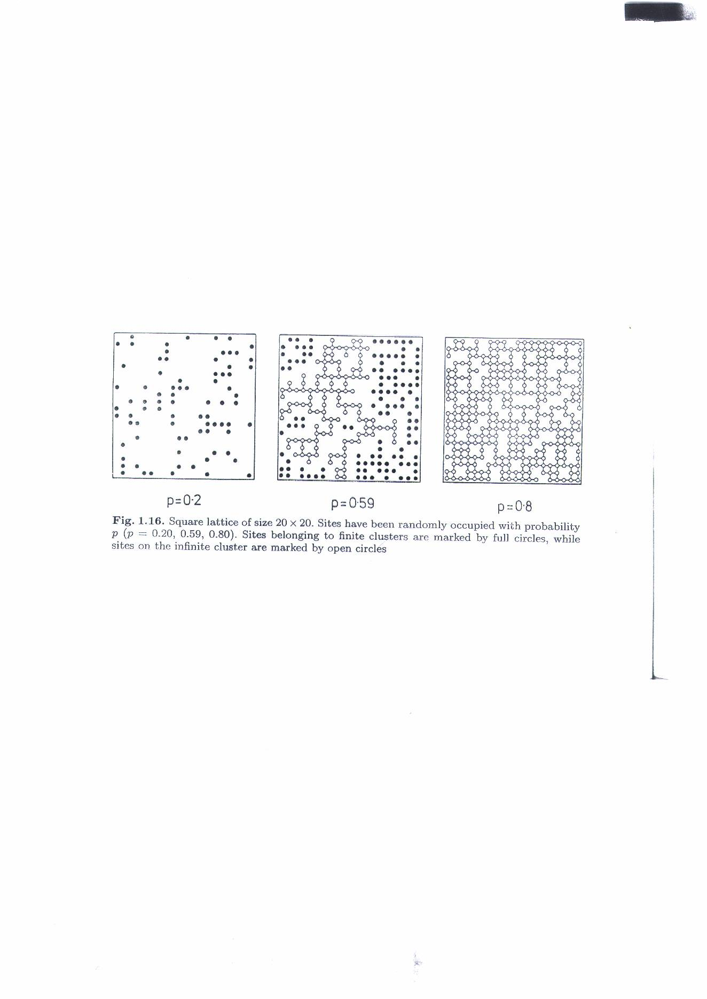 p=0·2
p=0·59
p=0·8
Fig. 1.16. Square lattice of size 20 × 20. Sites have been randomly occupied with probability
p (p = 0.20, 0.59, 0.80). Sites belonging to finite clusters are marked by full circles, while
sites on the infinite cluster are marked by open circles